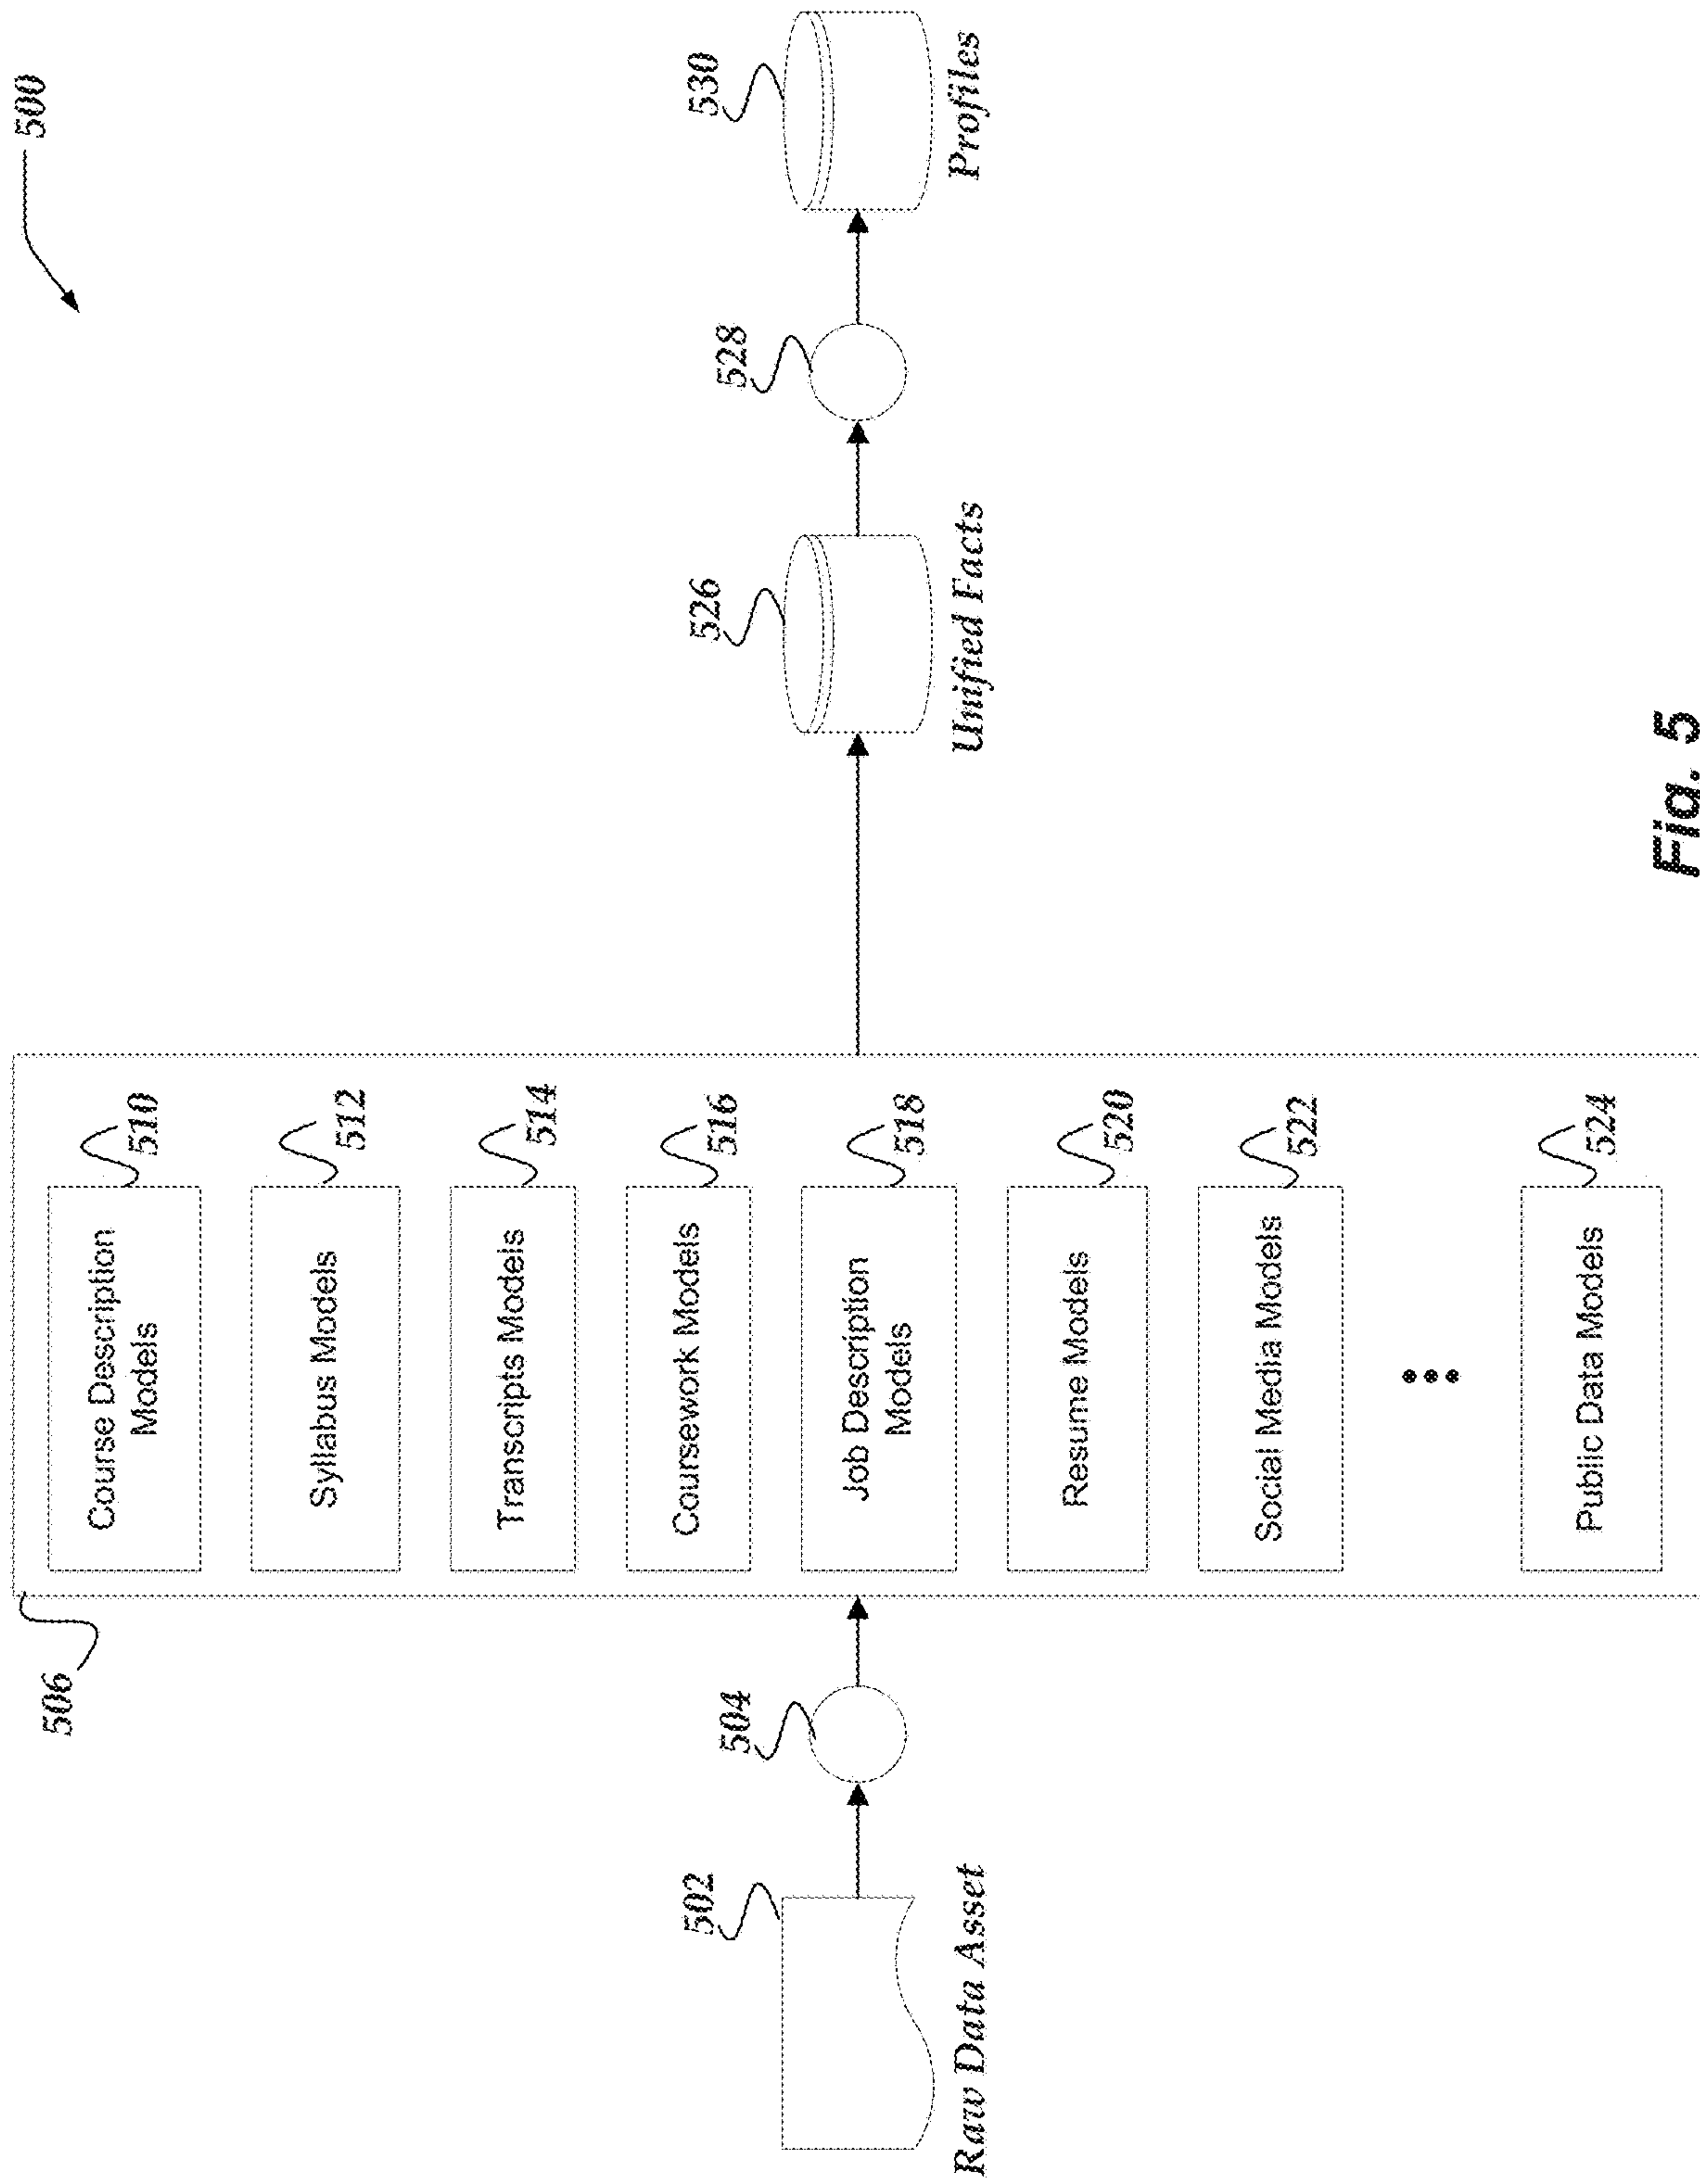 500
506
Course Description
Models
510
Syllabus Models
512
Transcripts Models
514
Coursework Models
516
Job Description
Models
518
Resume Models
520
Social Media Models
522
Public Data Models
524
502
Raw Data Asset
504
526
Unified Facts
528
530
Profiles
Fig. 5